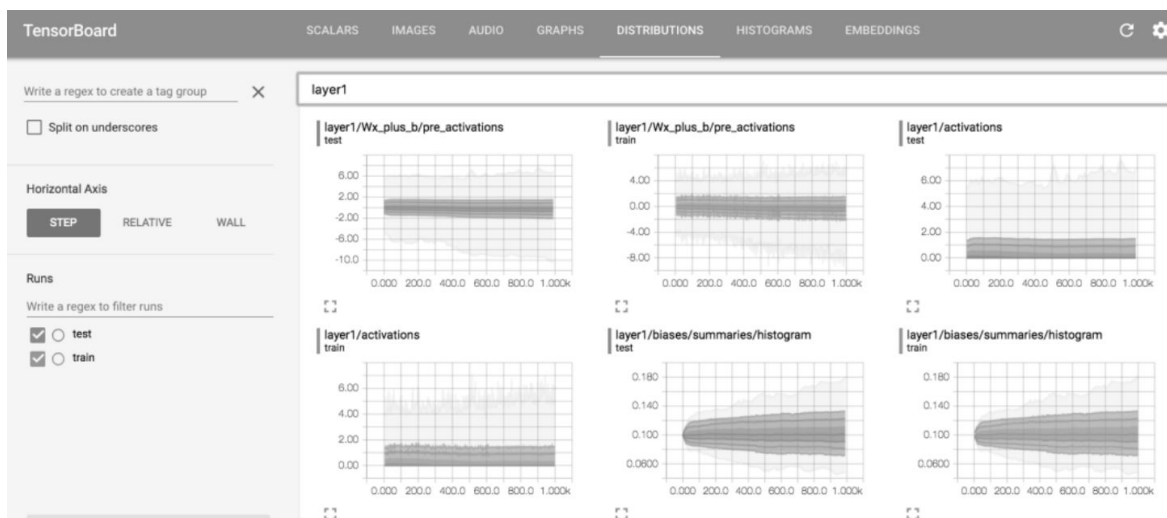 TensorBoard
SCALARS IMAGES AUDIO GRAPHS DISTRIBUTIONS HISTOGRAMS EMBEDDINGS
Write a regex to create a tag group
Split on underscores
Horizontal Axis
STEP RELATIVE WALL
Runs
Write a regex to filter runs
test
train
layer1
layer1/Wx_plus_b/pre_activations
test
6.00
2.00
-2.00
-6.00
-10.0
0.000 200.0 400.0 600.0 800.0 1.000k
layer1/Wx_plus_b/pre_activations
train
4.00
0.00
-4.00
-8.00
0.000 200.0 400.0 600.0 800.0 1.000k
layer1/activations
test
6.00
4.00
2.00
0.00
0.000 200.0 400.0 600.0 800.0 1.000k
layer1/activations
train
6.00
4.00
2.00
0.00
0.000 200.0 400.0 600.0 800.0 1.000k
layer1/biases/summaries/histogram
test
0.180
0.140
0.100
0.0600
0.000 200.0 400.0 600.0 800.0 1.000k
layer1/biases/summaries/histogram
train
0.180
0.140
0.100
0.0600
0.000 200.0 400.0 600.0 800.0 1.000k